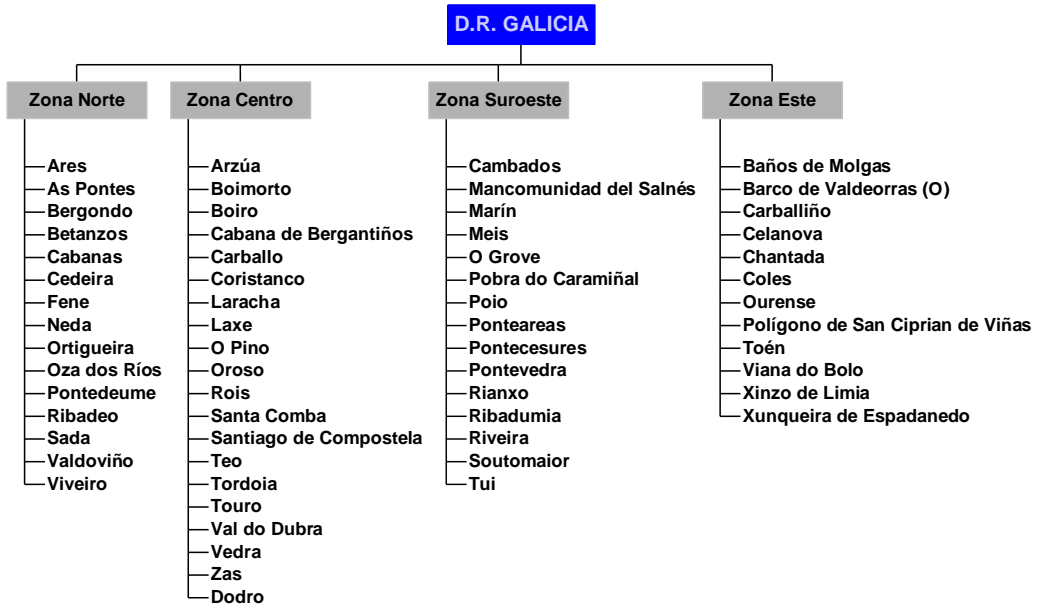 D.R. GALICIA
Zona Norte
Ares
As Pontes
Bergondo
Betanzos
Cabanas
Cedeira
Fene
Neda
Ortigueira
Oza dos Ríos
Pontedeume
Ribadeo
Sada
Valdoviño
Viveiro
Zona Centro
Arzúa
Boimorto
Boiro
Cabana de Bergantiños
Carballo
Coristanco
Laracha
Laxe
O Pino
Oroso
Rois
Santa Comba
Santiago de Compostela
Teo
Tordoia
Touro
Val do Dubra
Vedra
Zas
Dodro
Zona Suroeste
Cambados
Mancomunidad del Salnés
Marín
Meis
O Grove
Pobra do Caramiñal
Poio
Ponteareas
Pontecesures
Pontevedra
Rianxo
Ribadumia
Riveira
Soutomaior
Tui
Zona Este
Baños de Molgas
Barco de Valdeorras (O)
Carballiño
Celanova
Chantada
Coles
Ourense
Polígono de San Ciprian de Viñas
Toén
Viana do Bolo
Xinzo de Limia
Xunqueira de Espadanedo